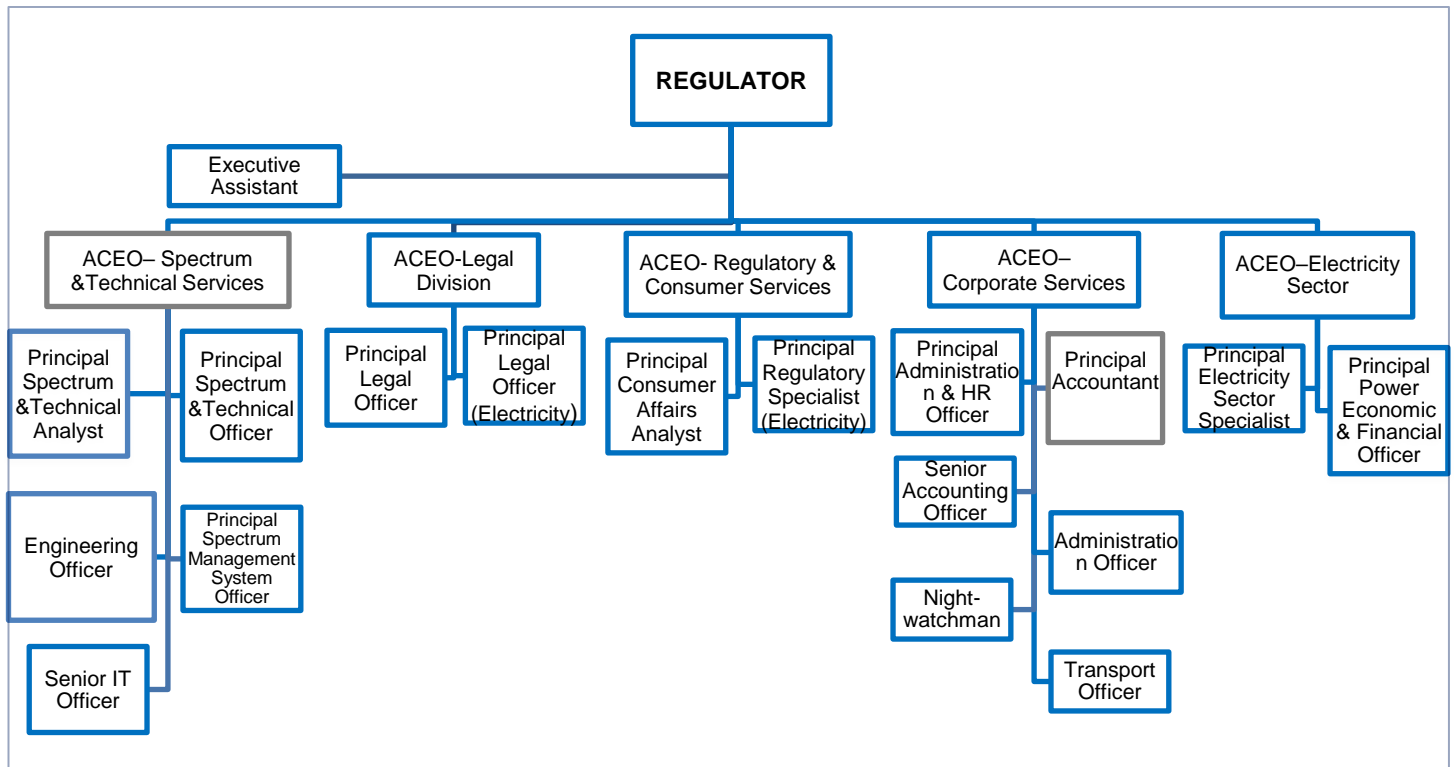 REGULATOR
Executive
Assistant
ACEO– Spectrum
&Technical Services
ACEO-Legal
Division
ACEO- Regulatory &
Consumer Services
ACEO–
Corporate Services
ACEO–Electricity
Sector
Principal
Spectrum
&Technical
Analyst
Principal
Spectrum
&Technical
Officer
Principal
Legal
Officer
Principal
Legal
Officer
(Electricity)
Principal
Consumer
Affairs
Analyst
Principal
Regulatory
Specialist
(Electricity)
Principal
Administratio
n & HR
Officer
Principal
Accountant
Principal
Electricity
Sector
Specialist
Principal
Power
Economic
& Financial
Officer
Engineering
Officer
Principal
Spectrum
Management
System
Officer
Senior
Accounting
Officer
Administratio
n Officer
Night-
watchman
Senior IT
Officer
Transport
Officer